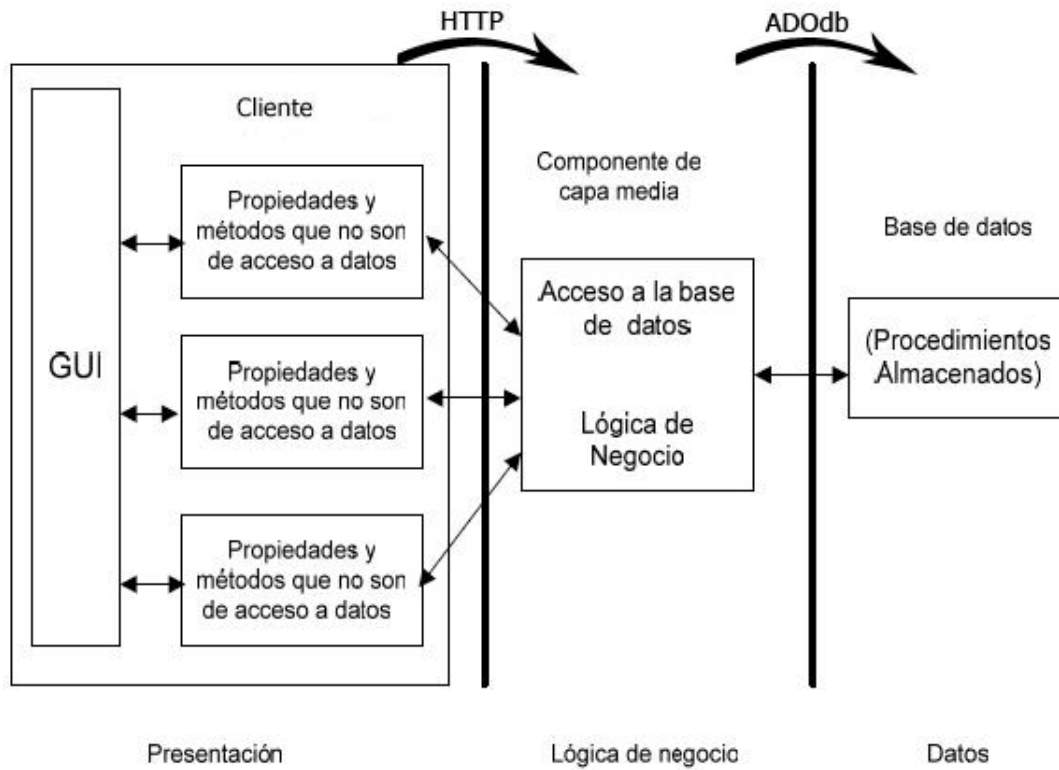 HTTP
ADOdb
Cliente
GUI
Propiedades y
métodos que no son
de acceso a datos
Propiedades y
métodos que no son
de acceso a datos
Propiedades y
métodos que no son
de acceso a datos
Componente de
capa media
Acceso a la base
de datos
Lógica de
Negocio
Base de datos
(Procedimientos
Almacenados)
Presentación
Lógica de negocio
Datos